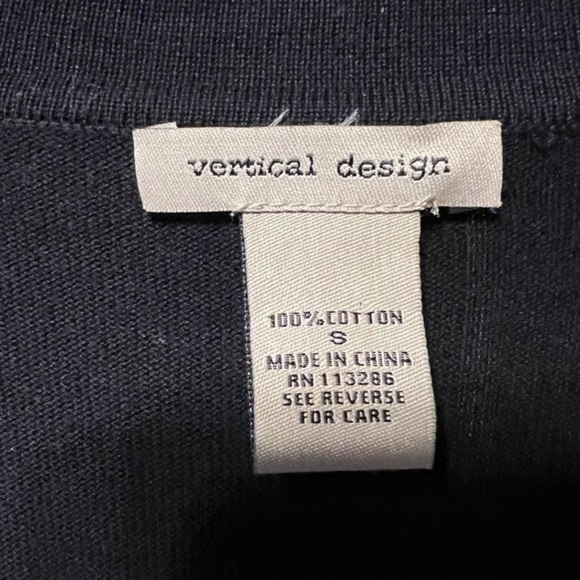 vertical design
100% COTTON
S
MADE IN CHINA
RN 113286
SEE REVERSE
FOR CARE